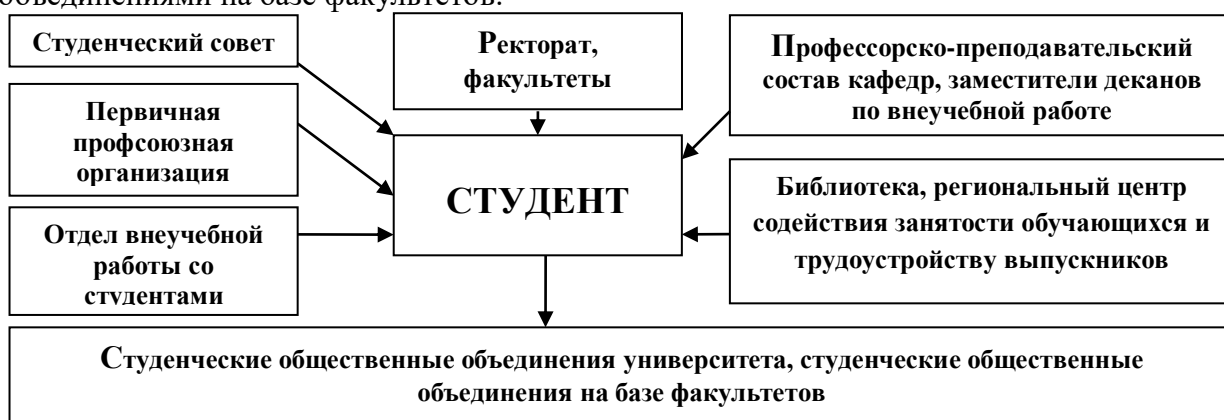 объединениями на базе факультетов.
Студенческий совет
Ректорат,
факультеты
Профессорско-преподавательский
состав кафедр, заместители деканов
по внеучебной работе
Первичная
профсоюзная
организация
СТУДЕНТ
Библиотека, региональный центр
содействия занятости обучающихся и
трудоустройству выпускников
Отдел внеучебной
работы со
студентами
Студенческие общественные объединения университета, студенческие общественные
объединения на базе факультетов